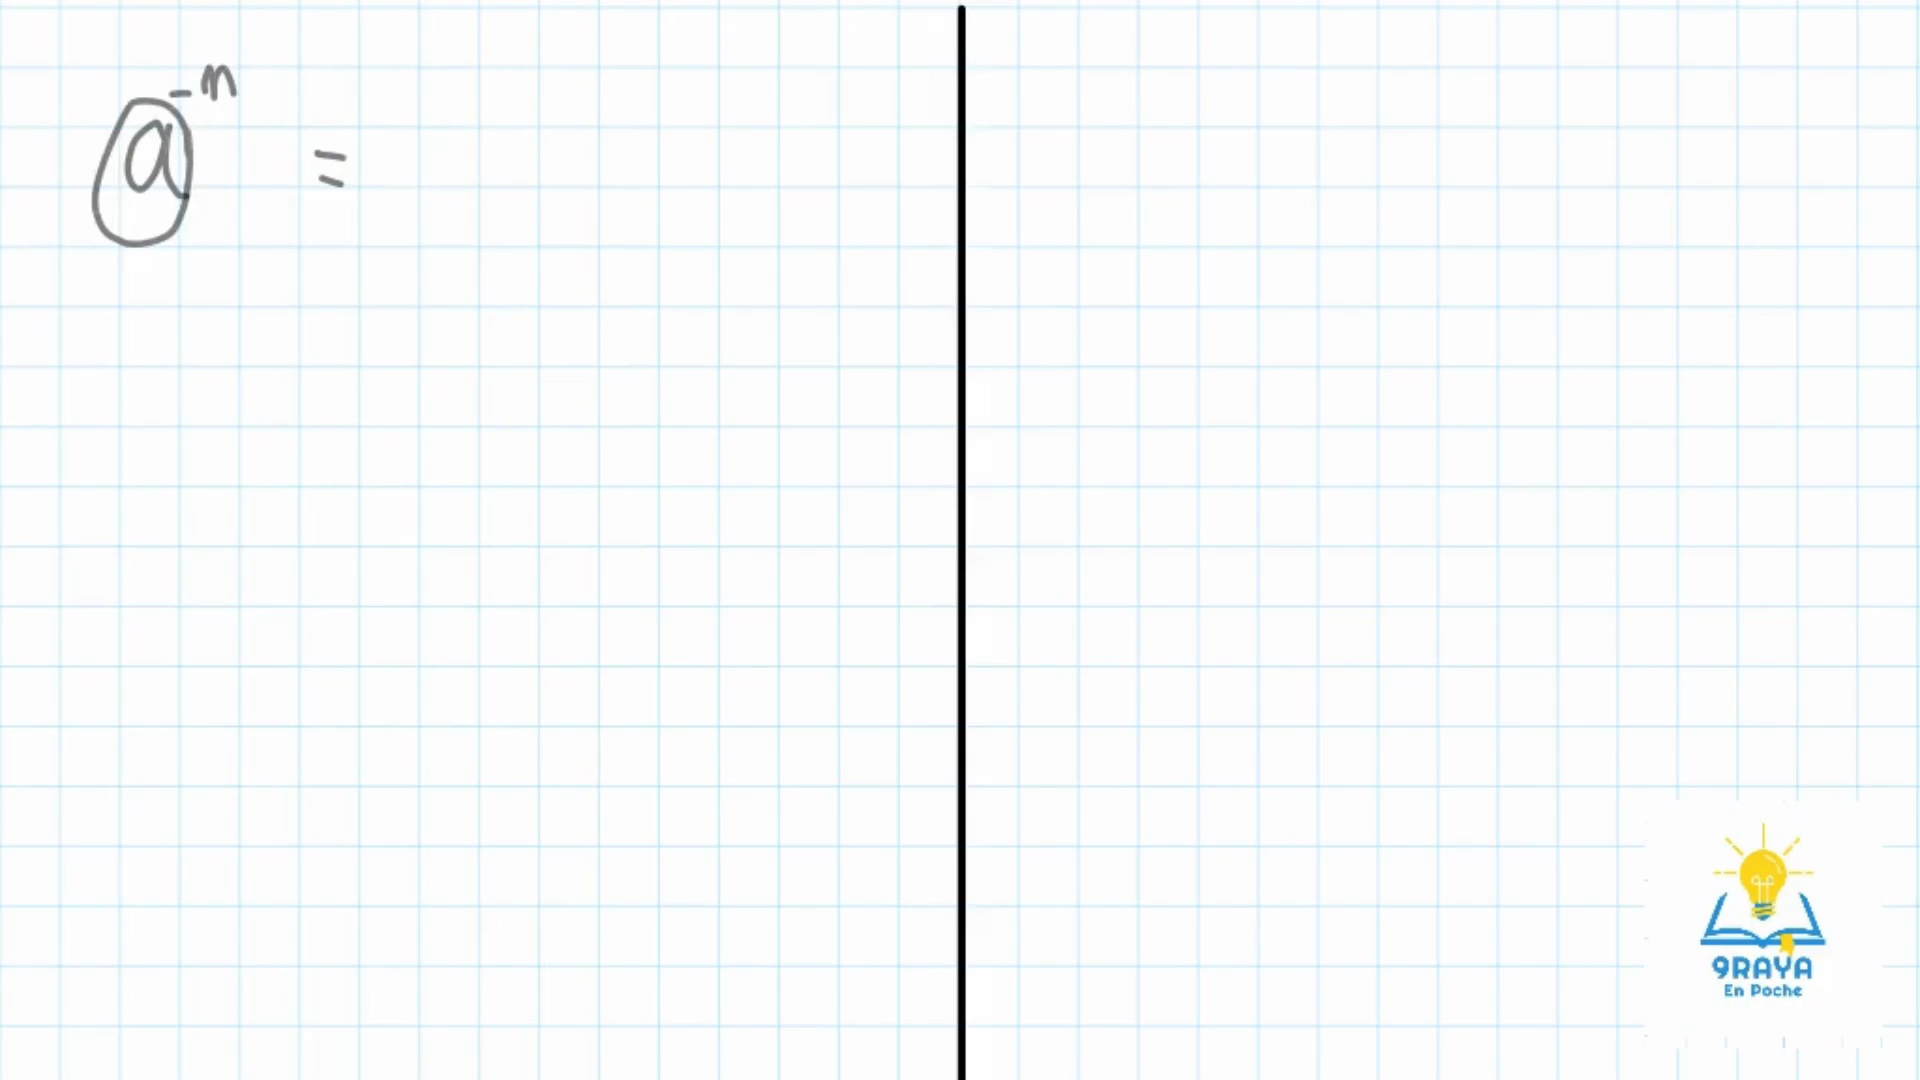 a⁻ⁿ =
9RAYA
En Poche